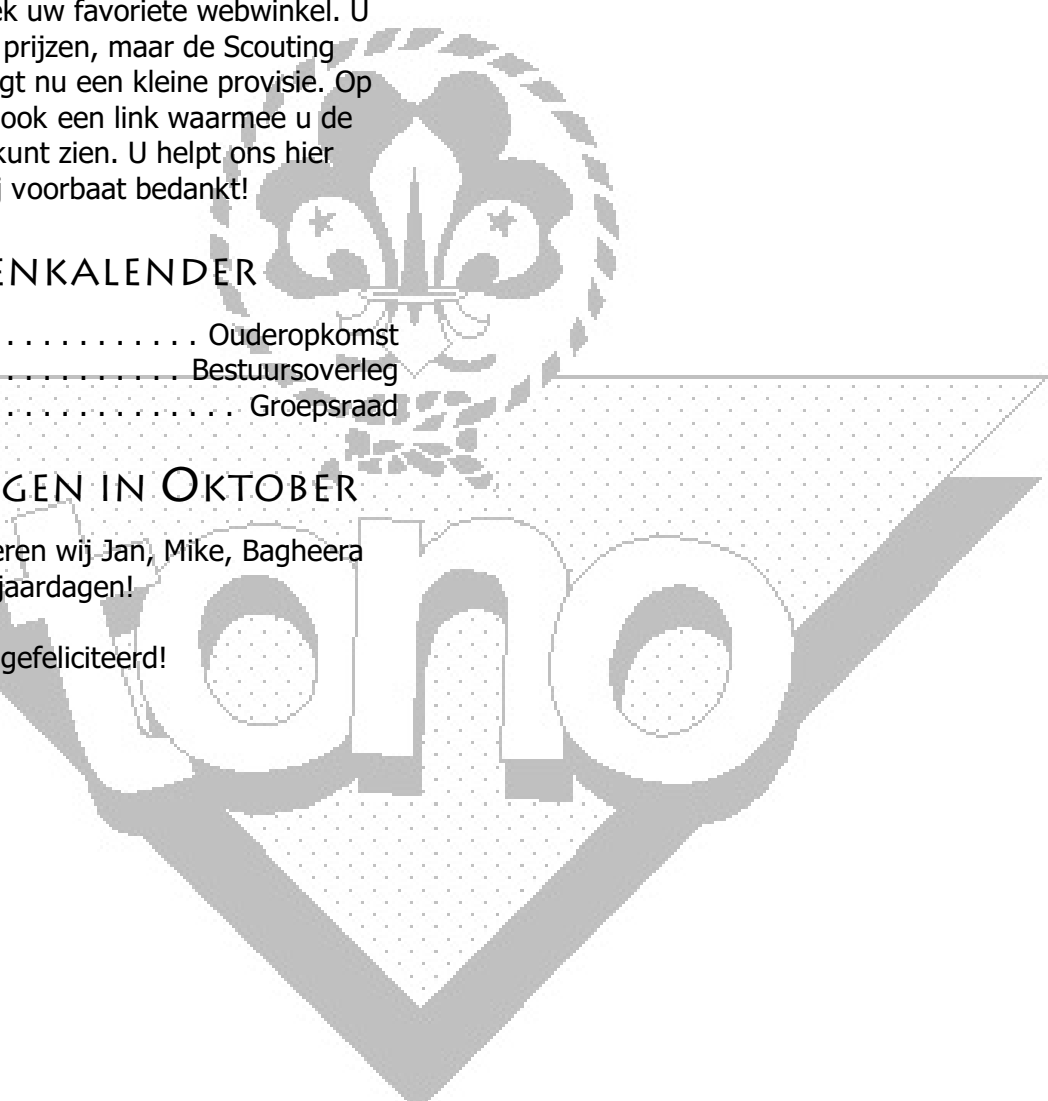 ek uw favoriete webwinkel. U
prijzen, maar de Scouting
gt nu een kleine provisie. Op
ook een link waarmee u de
kunt zien. U helpt ons hier
j voorbaat bedankt!
ENKALENDER
. . . . . . . . . . . . Ouderopkomst
. . . . . . . . . . . Bestuursoverleg
. . . . . . . . . . . . . . Groepsraad
GEN IN OKTOBER
eren wij Jan, Mike, Bagheera
jaardagen!
gefeliciteerd!
tono